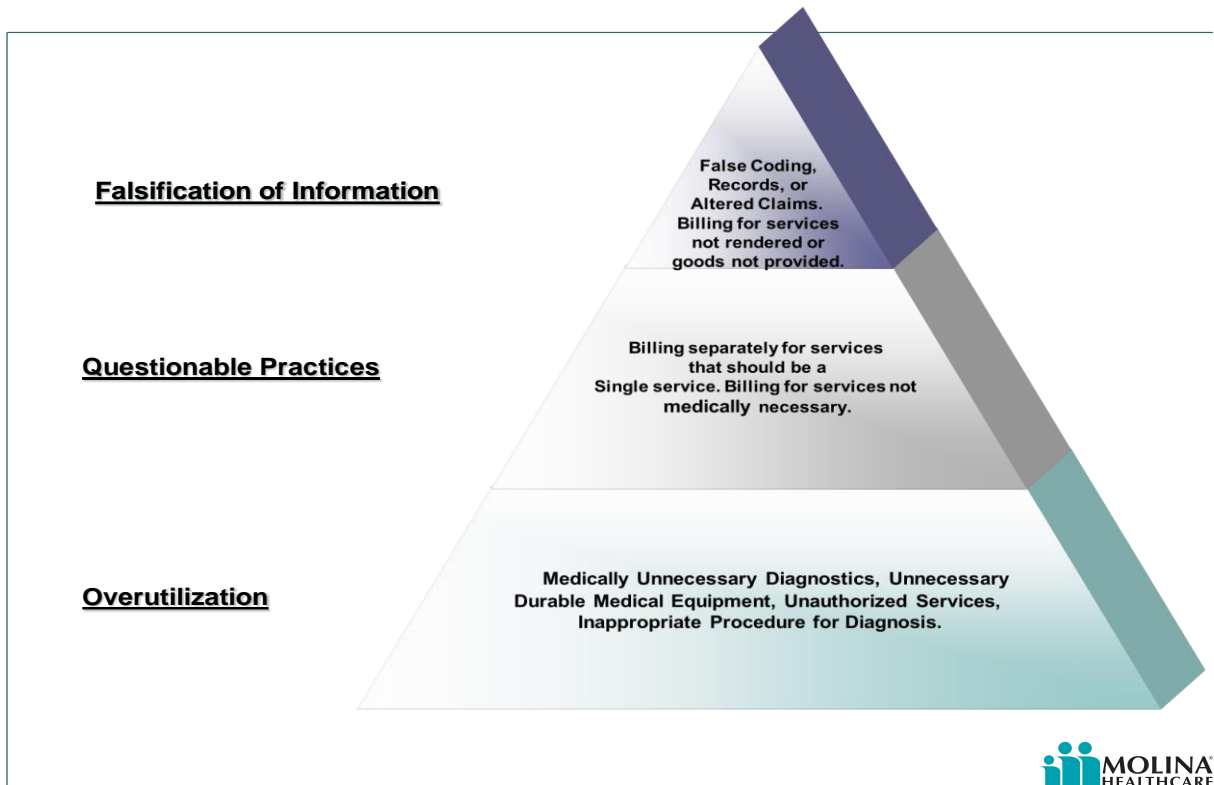 Falsification of Information
False Coding,
Records, or
Altered Claims.
Billing for services
not rendered or
goods not provided.
Questionable Practices
Billing separately for services
that should be a
Single service. Billing for services not
medically necessary.
Overutilization
Medically Unnecessary Diagnostics, Unnecessary
Durable Medical Equipment, Unauthorized Services,
Inappropriate Procedure for Diagnosis.
MOLINA
HEALTHCARE